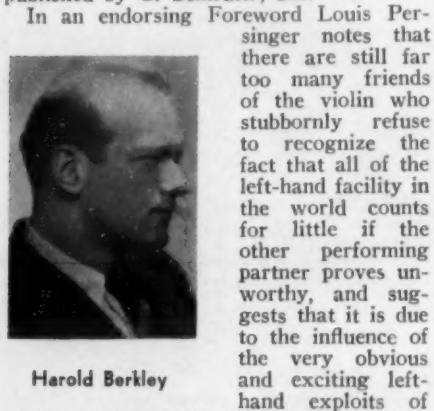 In an endorsing Foreword Louis Per-
singer notes that
there are still far
too many friends
of the violin who
stubbornly refuse
to recognize the
fact that all of the
left-hand facility in
the world counts
for little if the
other performing
partner proves un-
worthy, and sug-
gests that it is due
to the influence of
the very obvious
and exciting left-
hand exploits of
Harold Berkley